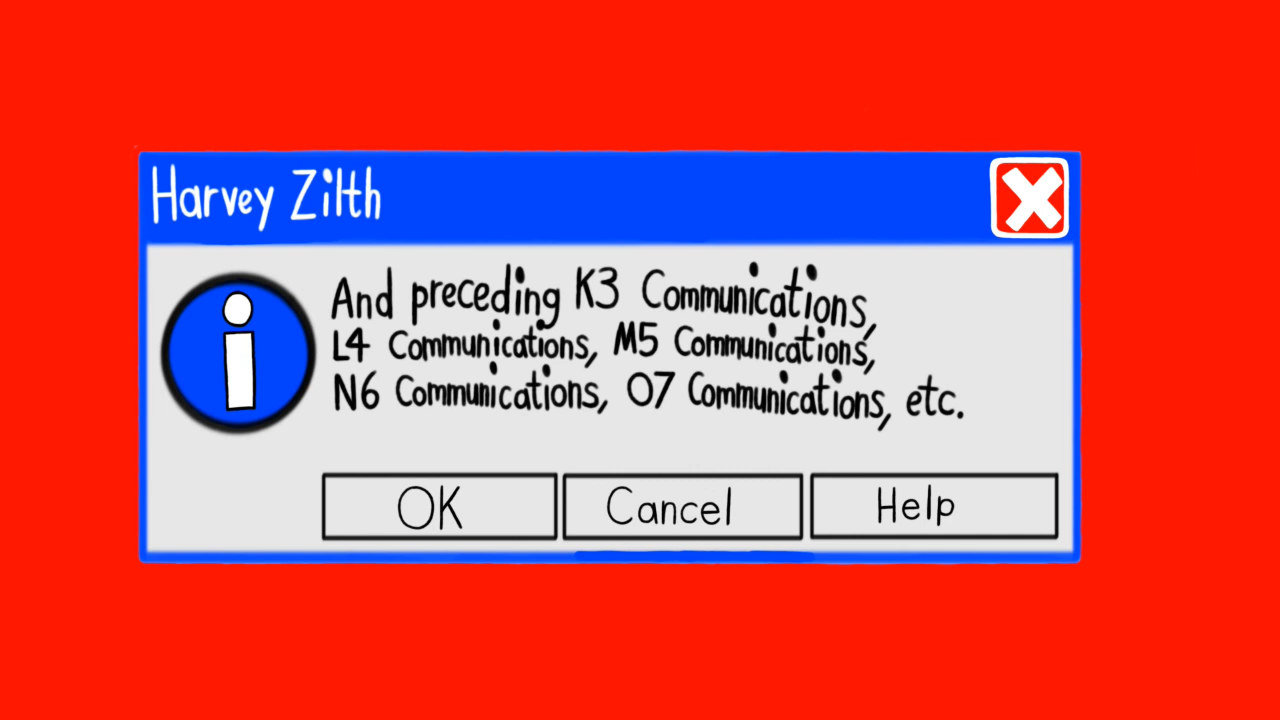 Harvey Zilth
And preceding K3 Communications,
L4 Communications, M5 Communications,
N6 Communications, O7 Communications, etc.
OK
Cancel
Help